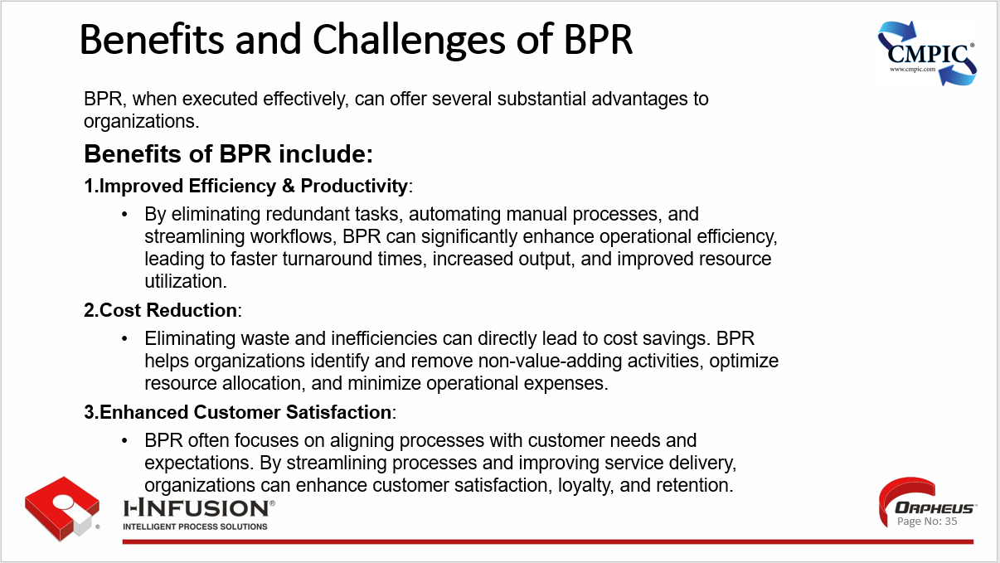 Benefits and Challenges of BPR
CMPIC®
www.cmpic.com
BPR, when executed effectively, can offer several substantial advantages to
organizations.
Benefits of BPR include:
1.Improved Efficiency & Productivity:
• By eliminating redundant tasks, automating manual processes, and
streamlining workflows, BPR can significantly enhance operational efficiency,
leading to faster turnaround times, increased output, and improved resource
utilization.
2.Cost Reduction:
• Eliminating waste and inefficiencies can directly lead to cost savings. BPR
helps organizations identify and remove non-value-adding activities, optimize
resource allocation, and minimize operational expenses.
3.Enhanced Customer Satisfaction:
• BPR often focuses on aligning processes with customer needs and
expectations. By streamlining processes and improving service delivery,
organizations can enhance customer satisfaction, loyalty, and retention.
®
I-INFUSION®
INTELLIGENT PROCESS SOLUTIONS
ORPHEUS™
Page No: 35